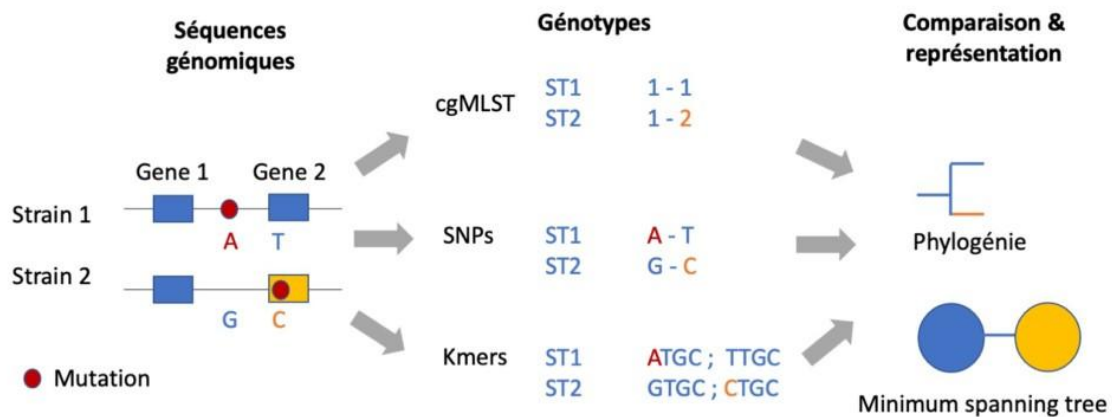 Séquences
génomiques
Génotypes
Comparaison &
représentation
Gene 1
Gene 2
Strain 1
A T
Strain 2
G C
Mutation
cgMLST
ST1 1 - 1
ST2 1 - 2
SNPs
ST1 A - T
ST2 G - C
Kmers
ST1 ATGC ; TTGC
ST2 GTGC ; CTGC
Phylogénie
Minimum spanning tree